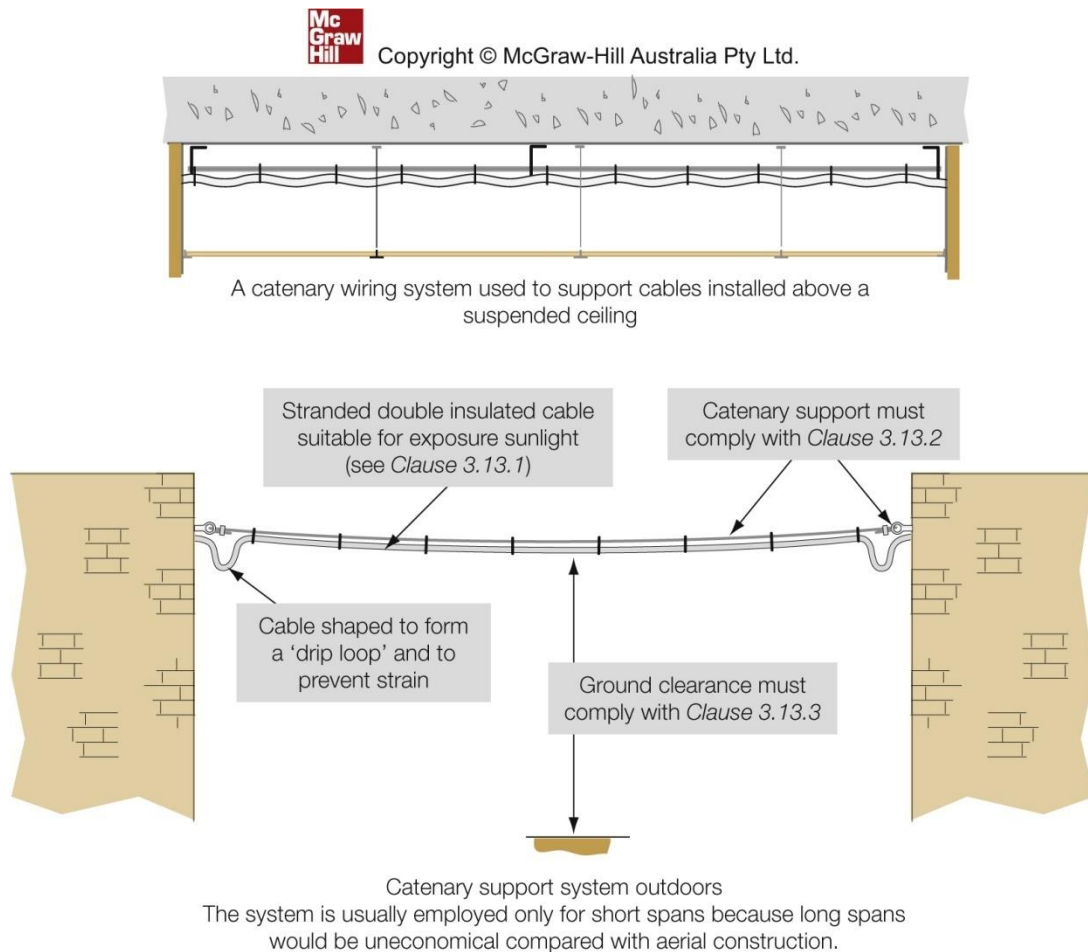 Mc
Graw
Hill
Copyright © McGraw-Hill Australia Pty Ltd.
A catenary wiring system used to support cables installed above a
suspended ceiling
Stranded double insulated cable
suitable for exposure sunlight
(see Clause 3.13.1)
Catenary support must
comply with Clause 3.13.2
Cable shaped to form
a ‘drip loop’ and to
prevent strain
Ground clearance must
comply with Clause 3.13.3
Catenary support system outdoors
The system is usually employed only for short spans because long spans
would be uneconomical compared with aerial construction.